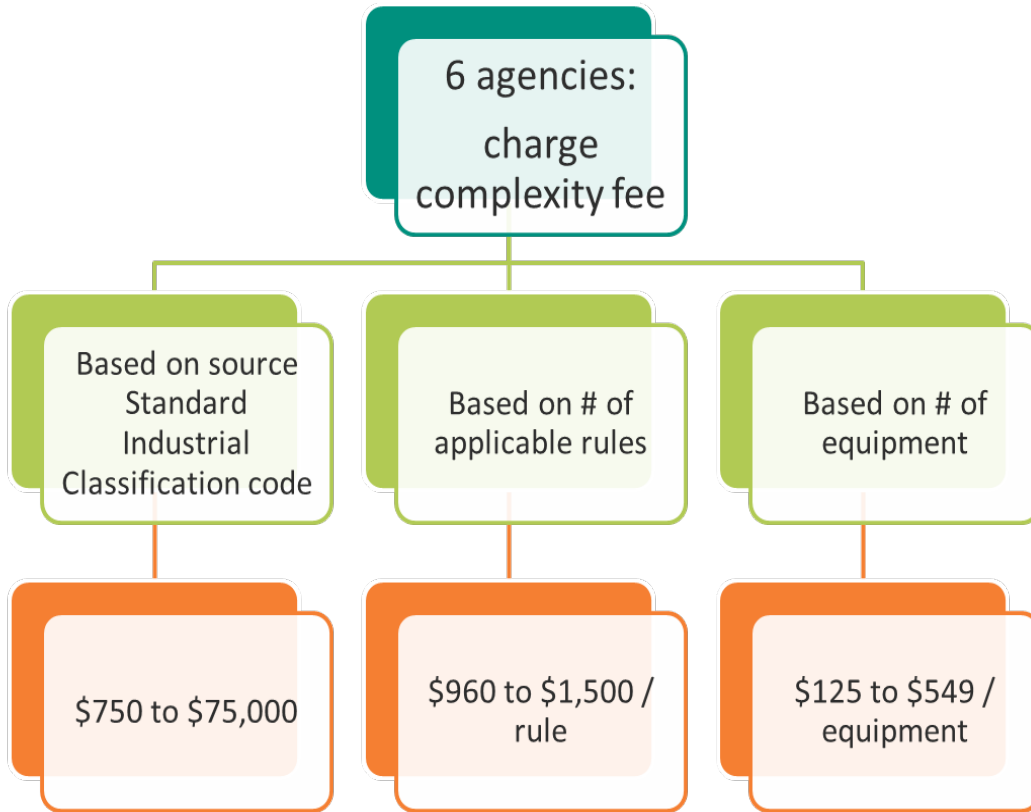 6 agencies:
charge
complexity fee
Based on source
Standard
Industrial
Classification code
Based on # of
applicable rules
Based on # of
equipment
$750 to $75,000
$960 to $1,500 /
rule
$125 to $549 /
equipment